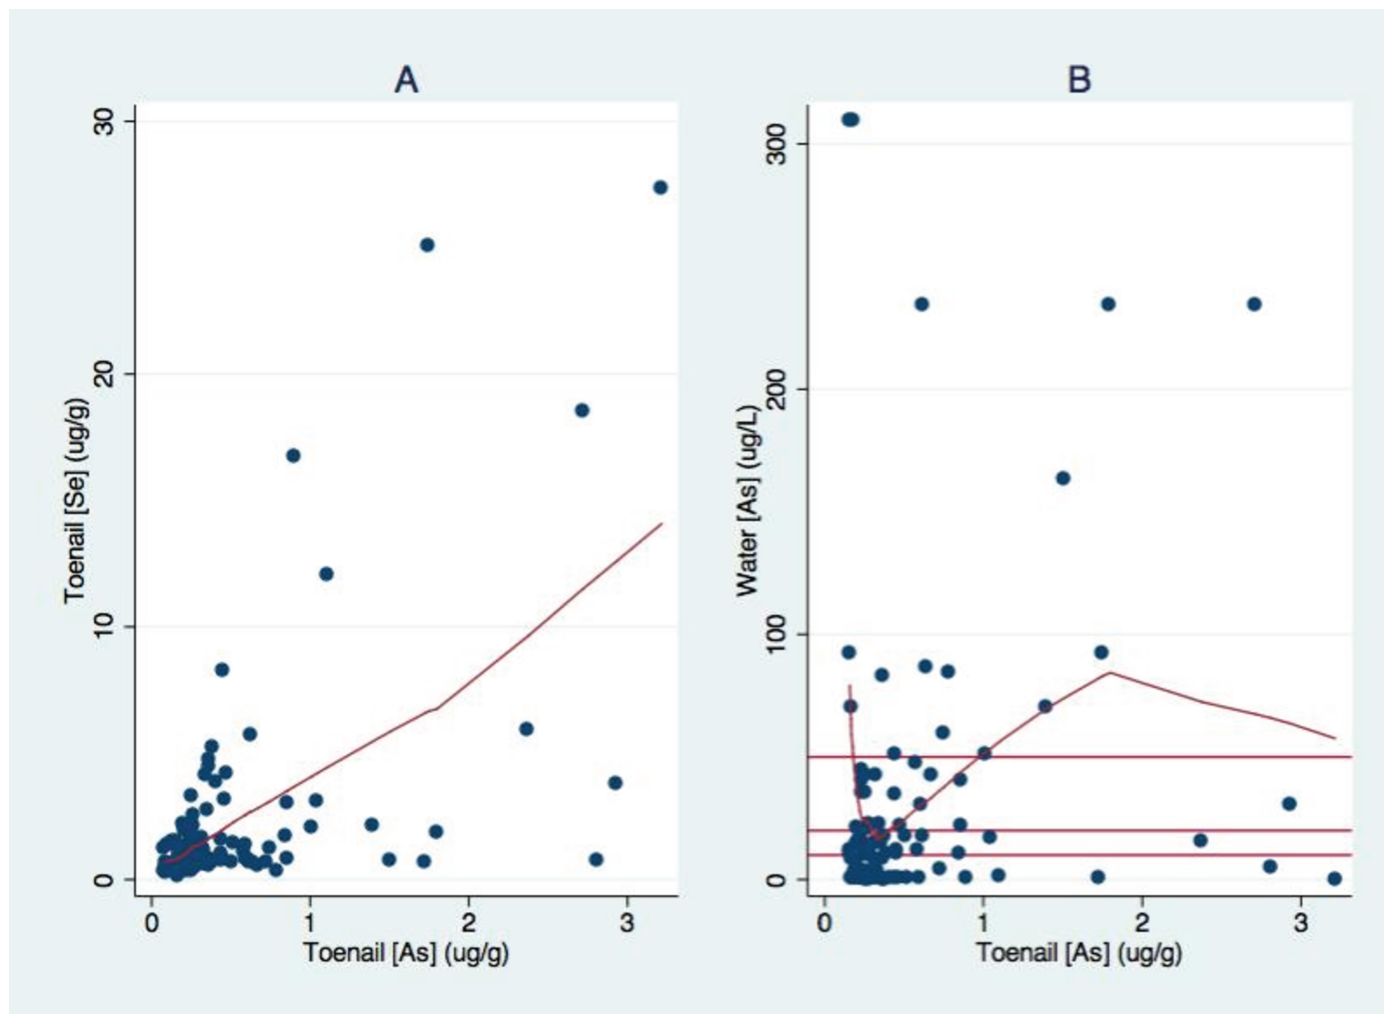 A
30
20
10
0
Toenail [Se] (ug/g)
0 1 2 3
Toenail [As] (ug/g)
B
300
200
100
0
Water [As] (ug/L)
0 1 2 3
Toenail [As] (ug/g)